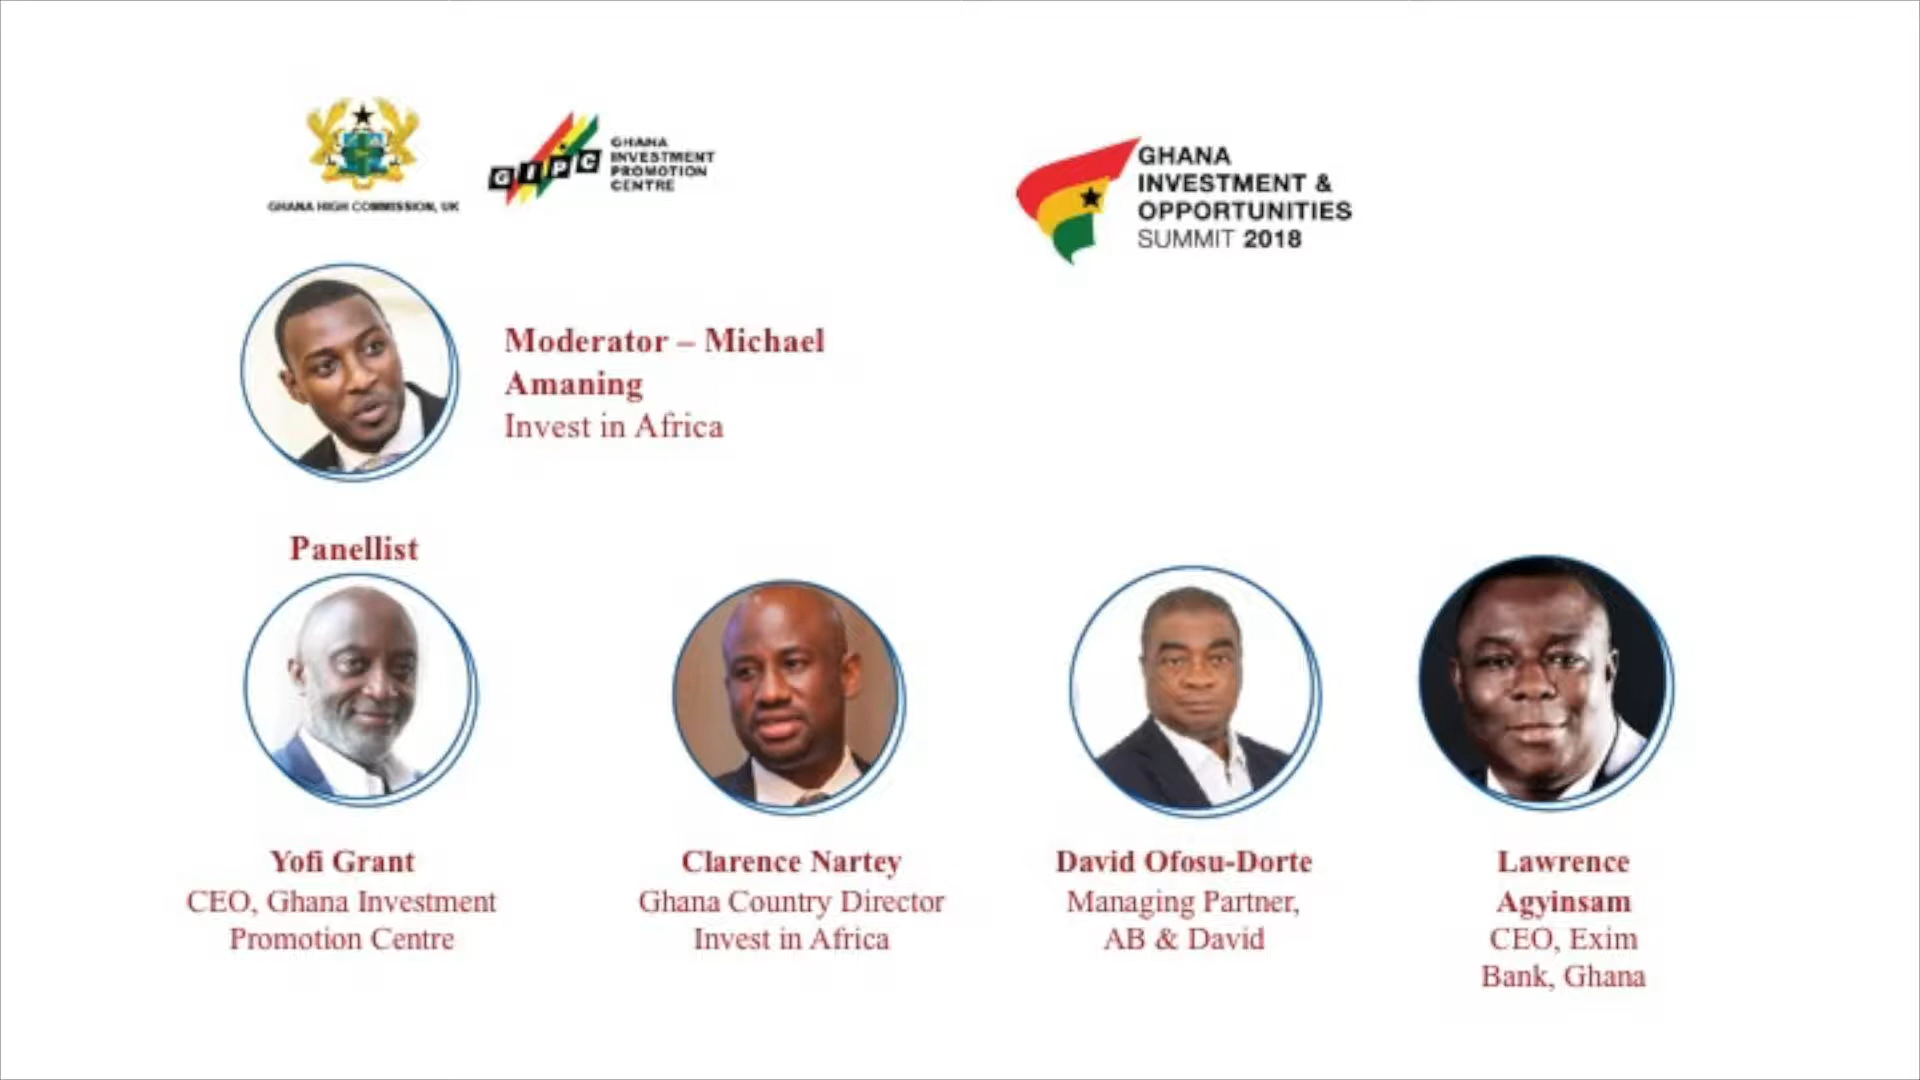 GHANA HIGH COMMISSION, UK
GIPC
GHANA
INVESTMENT
PROMOTION
CENTRE
GHANA
INVESTMENT &
OPPORTUNITIES
SUMMIT 2018
Moderator – Michael
Amaning
Invest in Africa
Panellist
Yofi Grant
CEO, Ghana Investment
Promotion Centre
Clarence Nartey
Ghana Country Director
Invest in Africa
David Ofosu-Dorte
Managing Partner,
AB & David
Lawrence
Agyinsam
CEO, Exim
Bank, Ghana